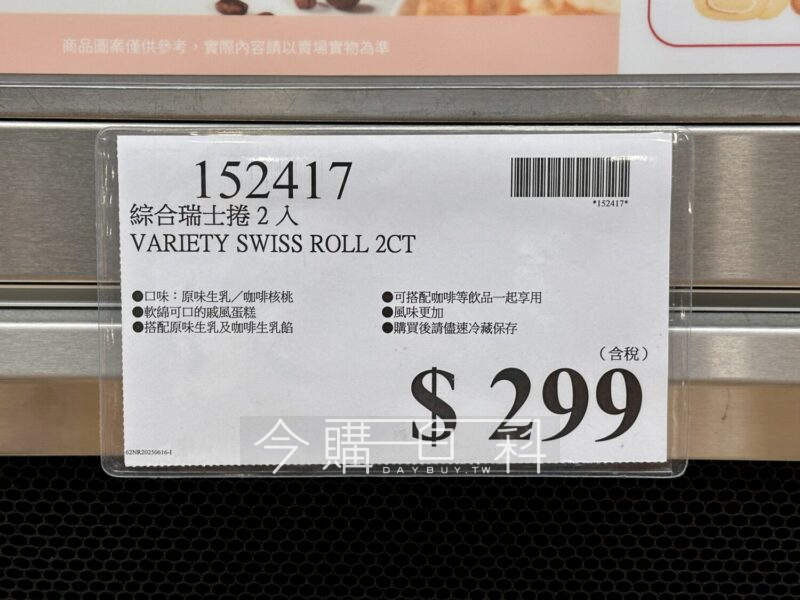 商品圖案僅供參考，實際內容請以賣場實物為準
152417
*152417*
綜合瑞士捲 2 入
VARIETY SWISS ROLL 2CT
●口味：原味生乳／咖啡核桃
●軟綿可口的戚風蛋糕
●搭配原味生乳及咖啡生乳餡
●可搭配咖啡等飲品一起享用
●風味更加
●購買後請儘速冷藏保存
（含稅）
$ 299
今購百科
DAYBUY.TW
62NR20250616-I